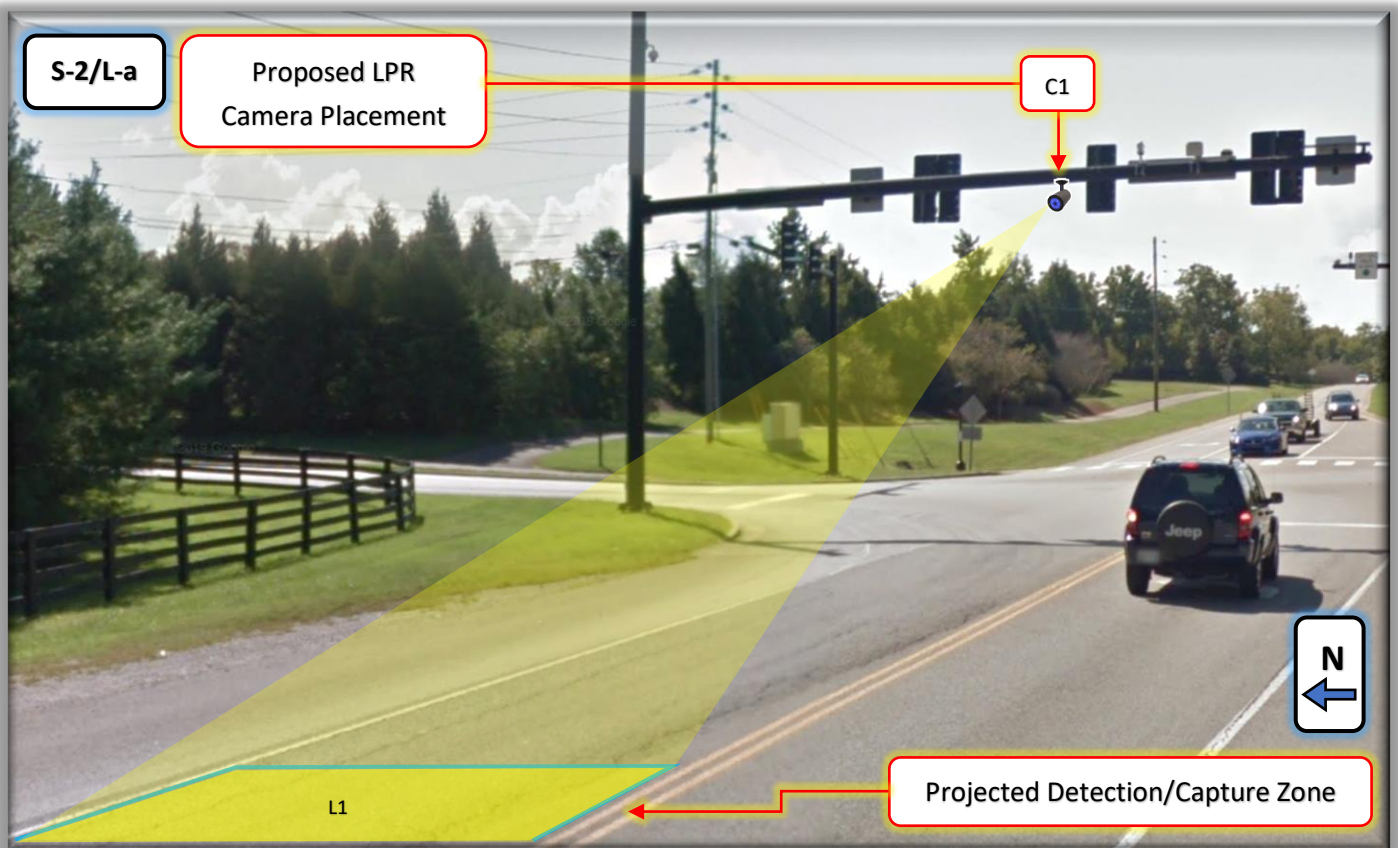 S-2/L-a
Proposed LPR
Camera Placement
C1
Jeep
N
L1
Projected Detection/Capture Zone